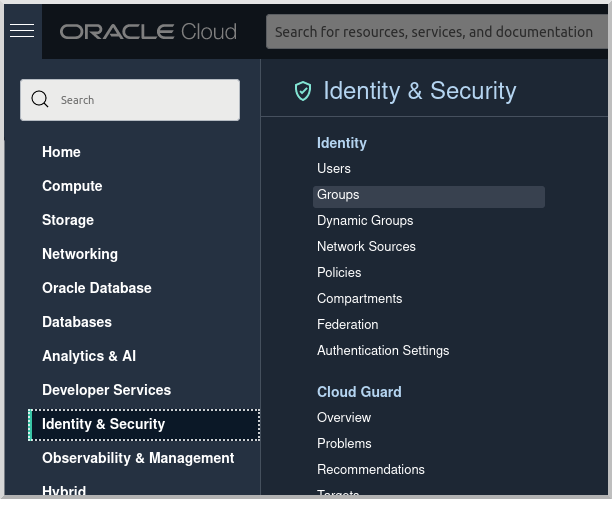 ORACLE Cloud
Search for resources, services, and documentation
Search
Home
Compute
Storage
Networking
Oracle Database
Databases
Analytics & AI
Developer Services
Identity & Security
Observability & Management
Hybrid
Identity & Security
Identity
Users
Groups
Dynamic Groups
Network Sources
Policies
Compartments
Federation
Authentication Settings
Cloud Guard
Overview
Problems
Recommendations
Targets